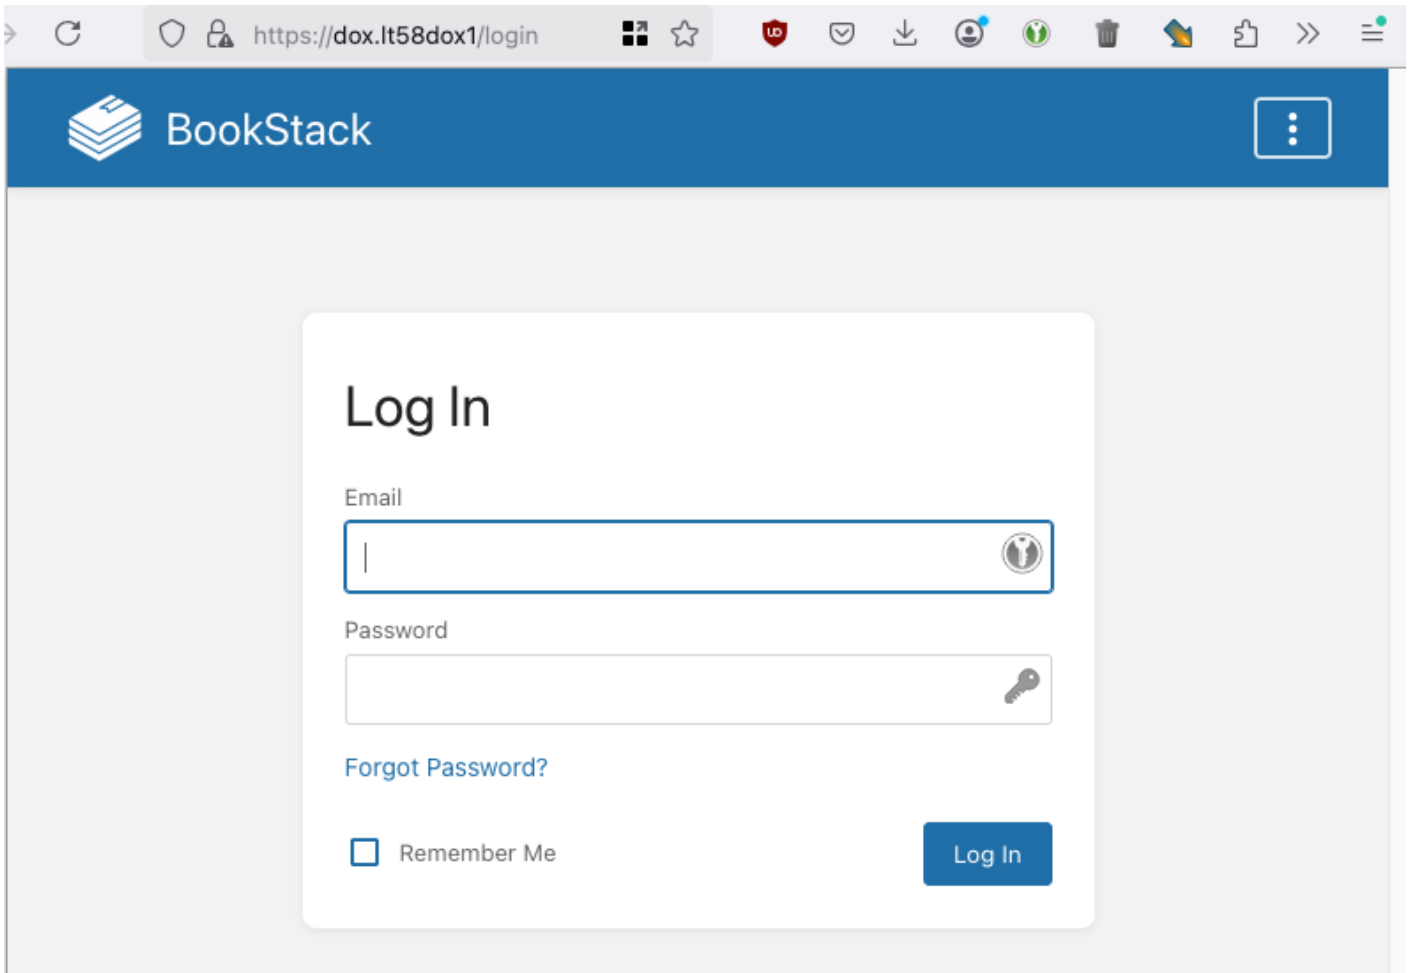 https://dox.lt58dox1/login
BookStack
Log In
Email
Password
Forgot Password?
Remember Me
Log In